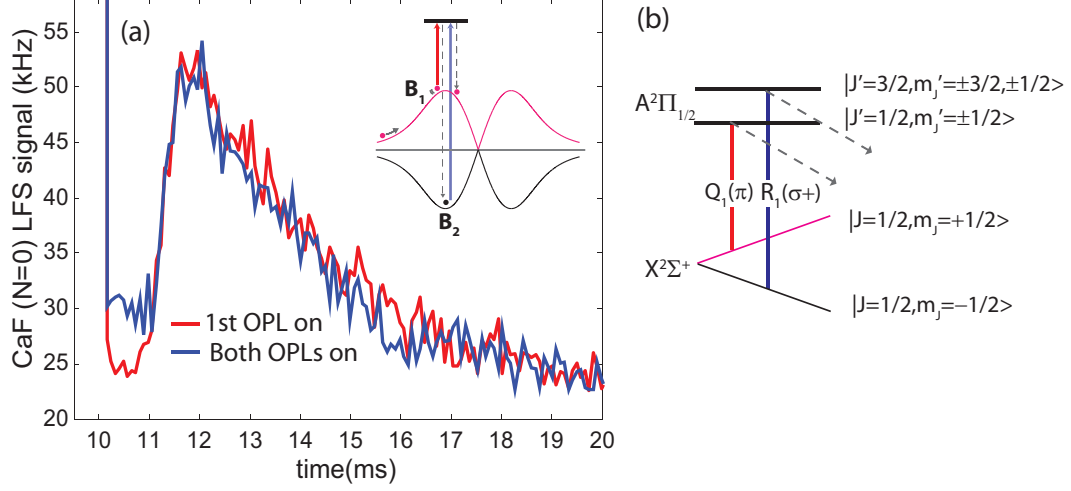 (a)
CaF (N=0) LFS signal (kHz)
55
50
45
40
35
30
25
20
10 11 12 13 14 15 16 17 18 19 20
time(ms)
1st OPL on
Both OPLs on
B₁
B₂
(b)
A²Π₁/₂
|J'=3/2,mⱼ'=±3/2,±1/2>
|J'=1/2,mⱼ'=±1/2>
Q₁(π) R₁(σ+)
|J=1/2,mⱼ=+1/2>
X²Σ⁺
|J=1/2,mⱼ=−1/2>